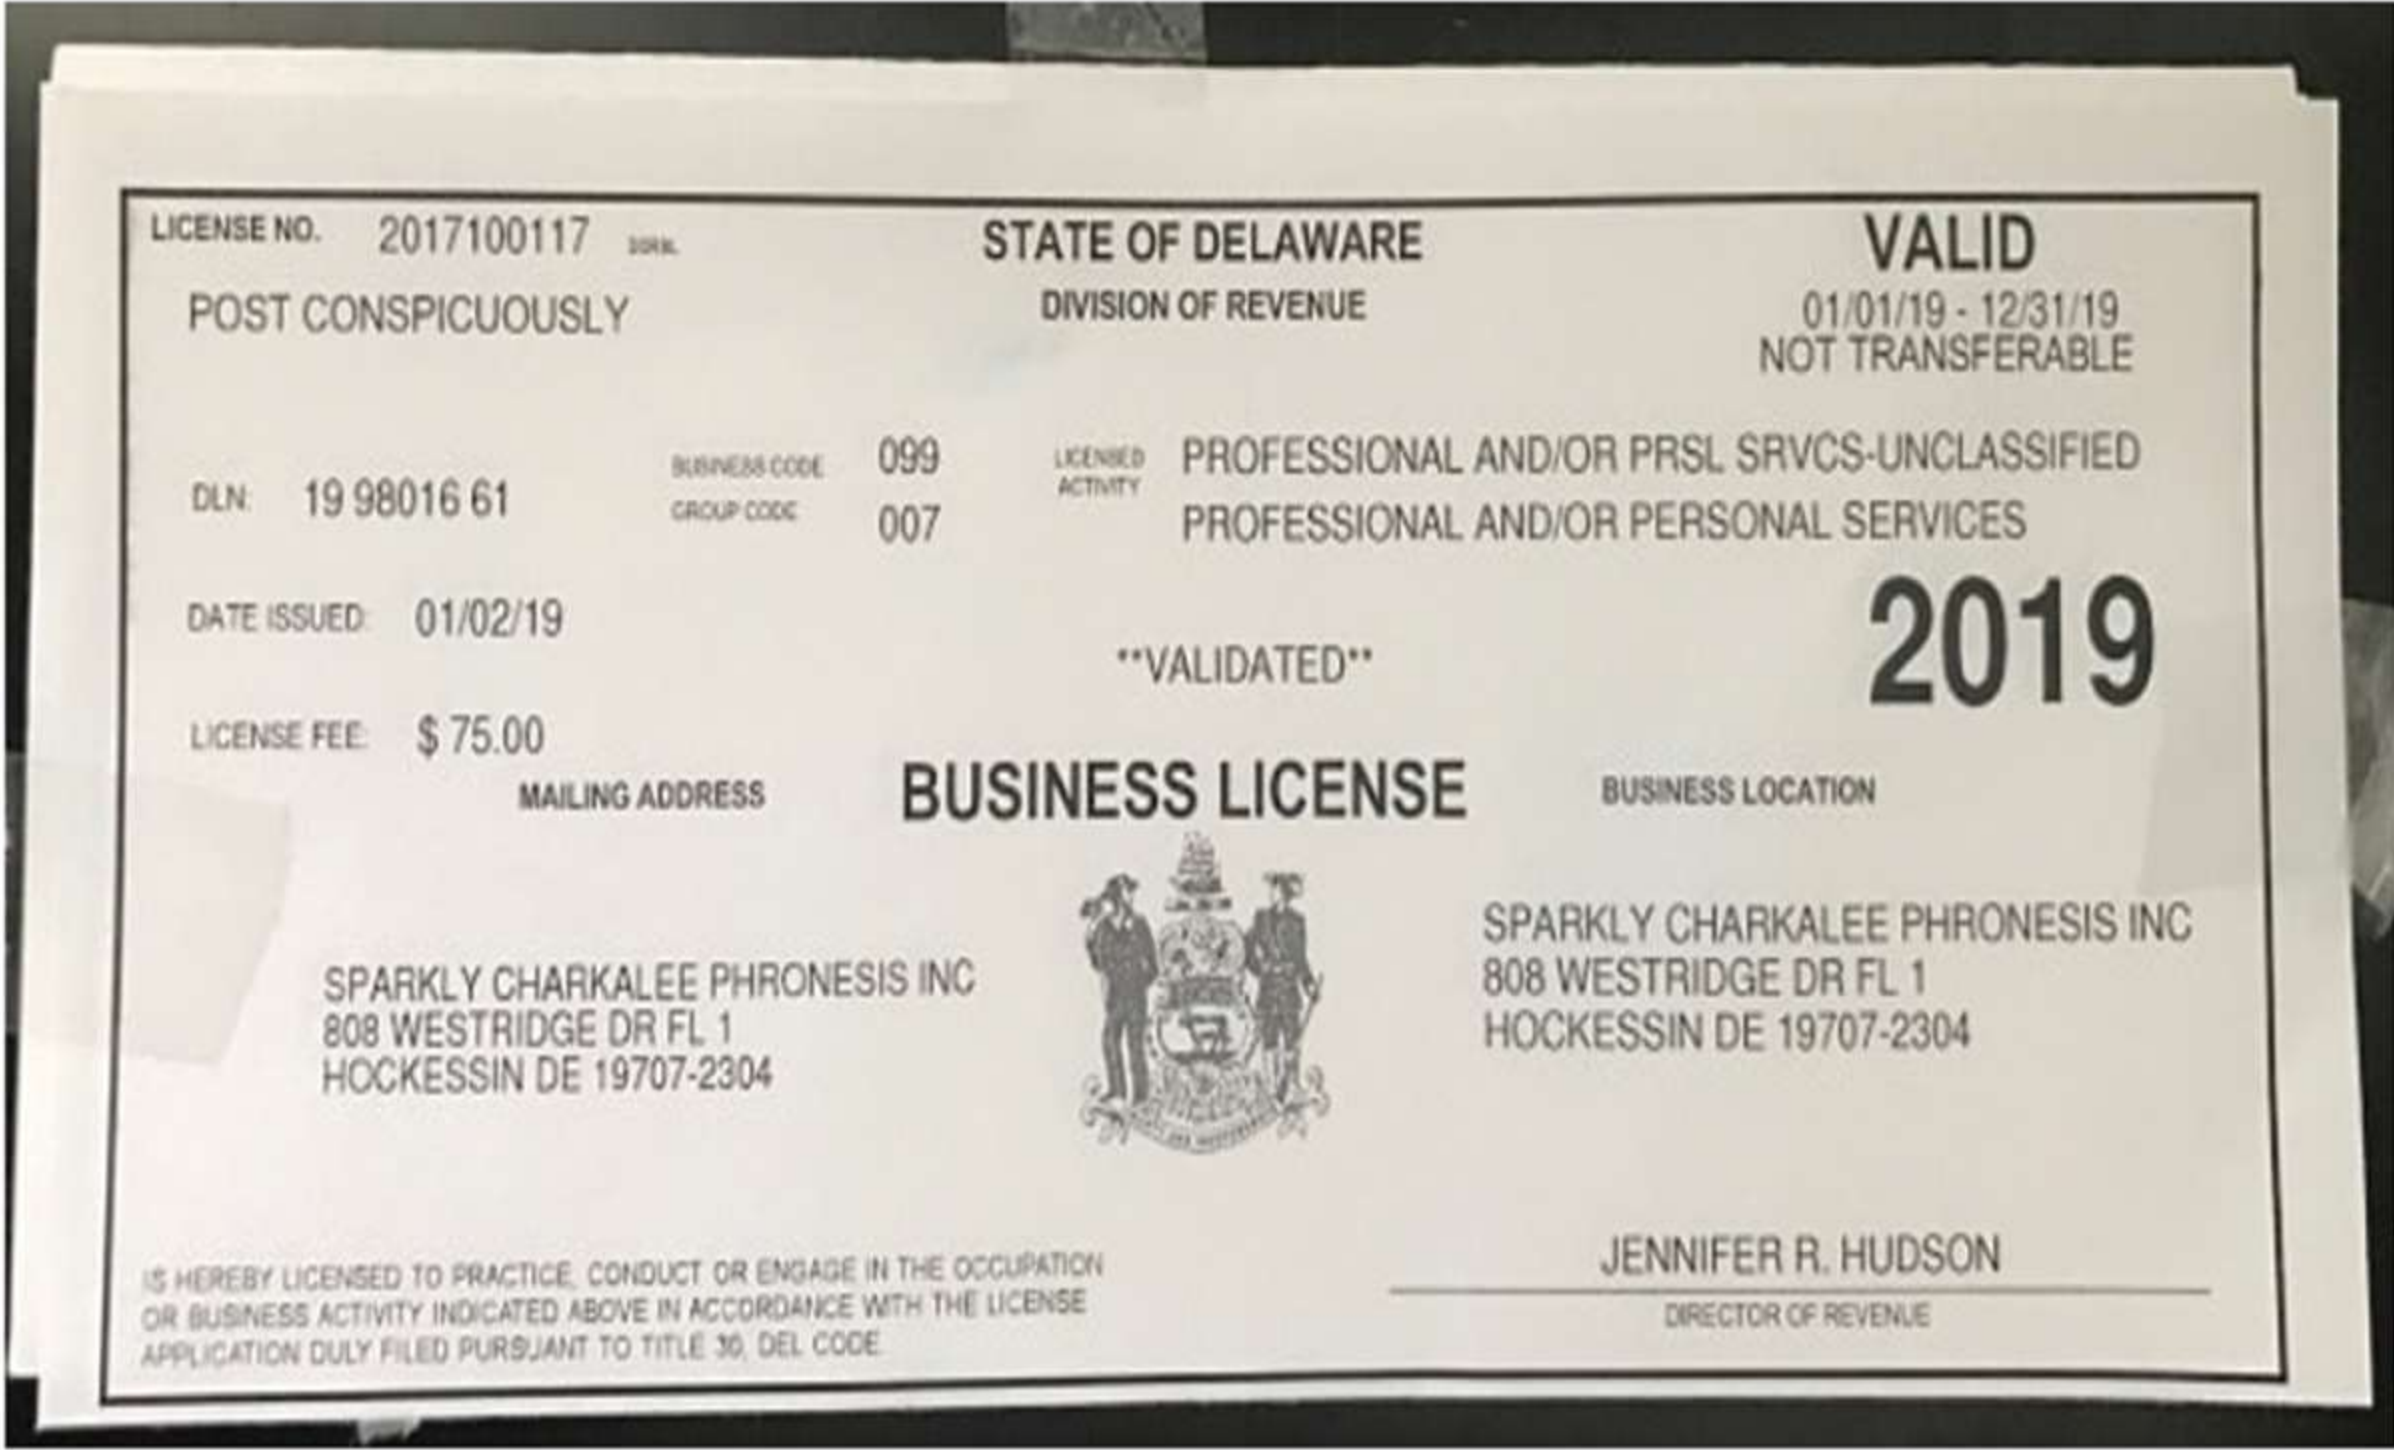 LICENSE NO. 2017100117
STATE OF DELAWARE
VALID
POST CONSPICUOUSLY
DIVISION OF REVENUE
01/01/19 - 12/31/19
NOT TRANSFERABLE
DLN: 19 98016 61
BUSINESS CODE 099
GROUP CODE 007
LICENSED ACTIVITY
PROFESSIONAL AND/OR PRSL SRVCS-UNCLASSIFIED
PROFESSIONAL AND/OR PERSONAL SERVICES
DATE ISSUED: 01/02/19
**VALIDATED**
2019
LICENSE FEE: $ 75.00
MAILING ADDRESS
BUSINESS LICENSE
BUSINESS LOCATION
SPARKLY CHARKALEE PHRONESIS INC
808 WESTRIDGE DR FL 1
HOCKESSIN DE 19707-2304
SPARKLY CHARKALEE PHRONESIS INC
808 WESTRIDGE DR FL 1
HOCKESSIN DE 19707-2304
IS HEREBY LICENSED TO PRACTICE, CONDUCT OR ENGAGE IN THE OCCUPATION
OR BUSINESS ACTIVITY INDICATED ABOVE IN ACCORDANCE WITH THE LICENSE
APPLICATION DULY FILED PURSUANT TO TITLE 30, DEL CODE.
JENNIFER R. HUDSON
DIRECTOR OF REVENUE